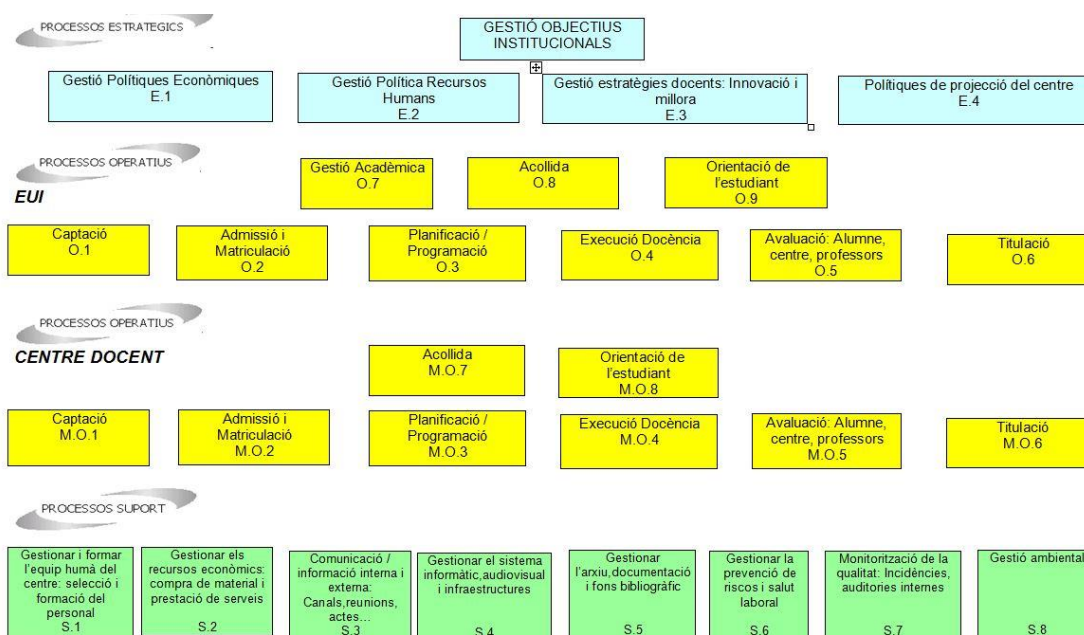 PROCESSOS ESTRATEGICS
GESTIÓ OBJECTIUS
INSTITUCIONALS
Gestió Polítiques Econòmiques
E.1
Gestió Política Recursos
Humans
E.2
Gestió estratègies docents: Innovació i
millora
E.3
Polítiques de projecció del centre
E.4
PROCESSOS OPERATIUS
EUI
Gestió Acadèmica
O.7
Acollida
O.8
Orientació de
l'estudiant
O.9
Captació
O.1
Admissió i
Matriculació
O.2
Planificació /
Programació
O.3
Execució Docència
O.4
Avaluació: Alumne,
centre, professors
O.5
Titulació
O.6
PROCESSOS OPERATIUS
CENTRE DOCENT
Acollida
M.O.7
Orientació de
l'estudiant
M.O.8
Captació
M.O.1
Admissió i
Matriculació
M.O.2
Planificació /
Programació
M.O.3
Execució Docència
M.O.4
Avaluació: Alumne,
centre, professors
M.O.5
Titulació
M.O.6
PROCESSOS SUPORT
Gestionar i formar
l'equip humà del
centre: selecció i
formació del
personal
S.1
Gestionar els
recursos econòmics:
compra de material i
prestació de serveis
S.2
Comunicació /
informació interna i
externa:
Canals,reunions,
actes...
S.3
Gestionar el sistema
informàtic,audiovisual
i infraestructures
S.4
Gestionar
l'arxiu,documentació
i fons bibliogràfic
S.5
Gestionar la
prevenció de
riscos i salut
laboral
S.6
Monitorització de la
qualitat: Incidències,
auditories internes
S.7
Gestió ambiental
S.8